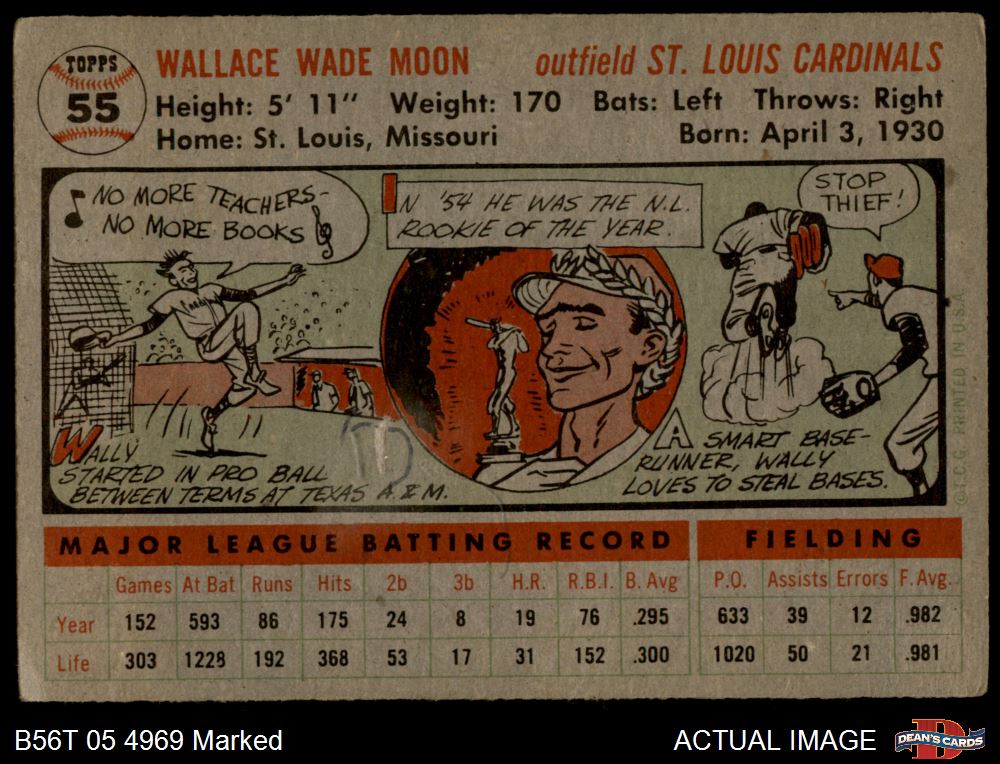 TOPPS
55
WALLACE WADE MOON outfield ST. LOUIS CARDINALS
Height: 5' 11" Weight: 170 Bats: Left Throws: Right
Home: St. Louis, Missouri Born: April 3, 1930
NO MORE TEACHERS-
NO MORE BOOKS
IN '54 HE WAS THE N.L.
ROOKIE OF THE YEAR.
STOP
THIEF!
WALLY
STARTED IN PRO BALL
BETWEEN TERMS AT TEXAS A. & M.
A SMART BASE-
RUNNER, WALLY
LOVES TO STEAL BASES.
©T.C.G. PRINTED IN U.S.A.
MAJOR LEAGUE BATTING RECORD FIELDING
Games At Bat Runs Hits 2b 3b H.R. R.B.I. B. Avg P.O. Assists Errors F. Avg.
Year 152 593 86 175 24 8 19 76 .295 633 39 12 .982
Life 303 1228 192 368 53 17 31 152 .300 1020 50 21 .981
B56T 05 4969 Marked ACTUAL IMAGE
DEAN'S CARDS